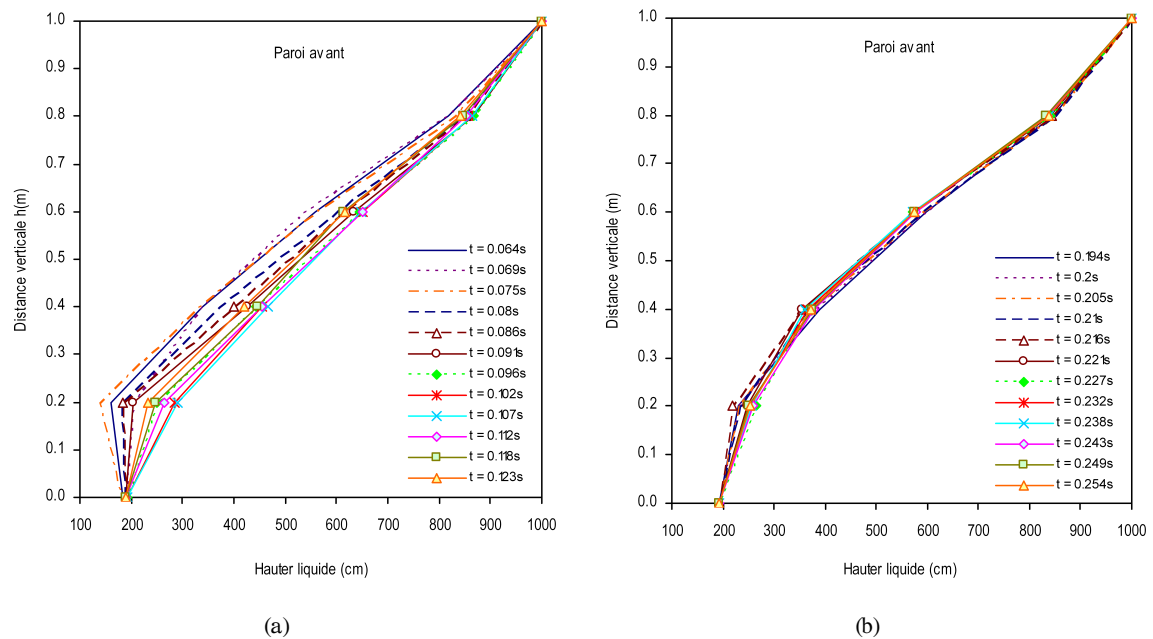 Paroi avant
1.0
0.9
0.8
0.7
0.6
0.5
0.4
0.3
0.2
0.1
0.0
Distance verticale h(m)
t = 0.064s
t = 0.069s
t = 0.075s
t = 0.08s
t = 0.086s
t = 0.091s
t = 0.096s
t = 0.102s
t = 0.107s
t = 0.112s
t = 0.118s
t = 0.123s
100 200 300 400 500 600 700 800 900 1000
Hauter liquide (cm)
(a)
Paroi avant
1.0
0.9
0.8
0.7
0.6
0.5
0.4
0.3
0.2
0.1
0.0
Distance verticale (m)
t = 0.194s
t = 0.2s
t = 0.205s
t = 0.21s
t = 0.216s
t = 0.221s
t = 0.227s
t = 0.232s
t = 0.238s
t = 0.243s
t = 0.249s
t = 0.254s
100 200 300 400 500 600 700 800 900 1000
Hauter liquide (cm)
(b)